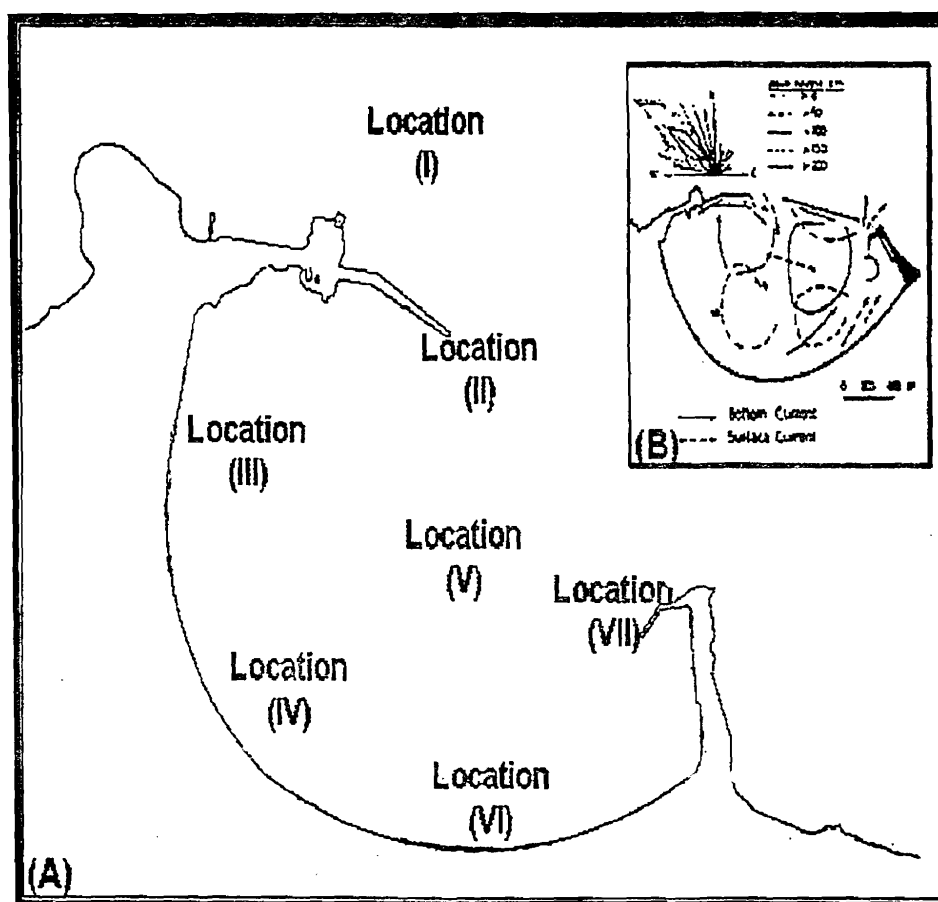 Location
(I)
Location
(II)
Location
(III)
Location
(V)
Location
(VII)
Location
(IV)
Location
(VI)
(A)
Bottom Current
Surface Current
(B)